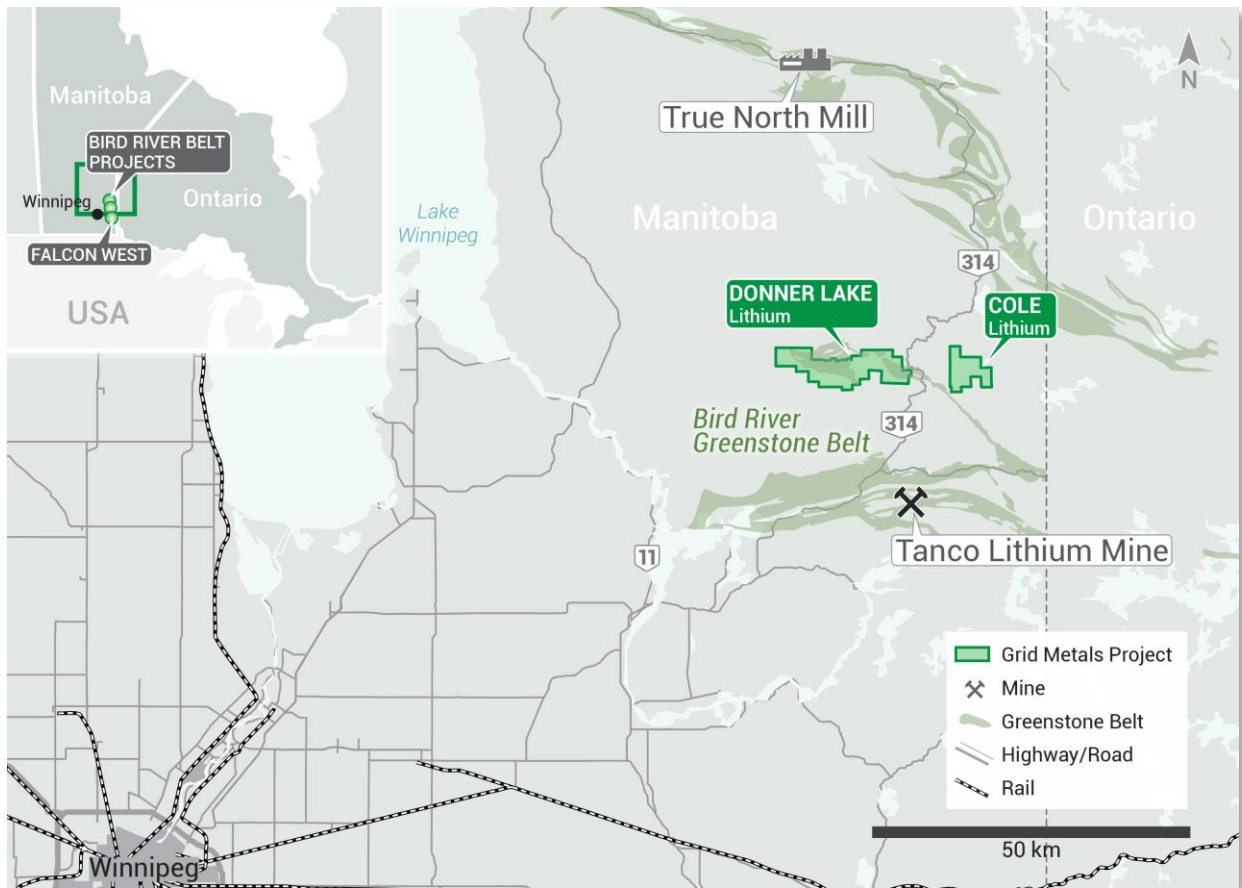 Manitoba
BIRD RIVER BELT
PROJECTS
Winnipeg
Ontario
FALCON WEST
USA
N
True North Mill
Lake
Winnipeg
Manitoba
Ontario
314
DONNER LAKE
Lithium
COLE
Lithium
Bird River
Greenstone Belt
314
Tanco Lithium Mine
11
Grid Metals Project
Mine
Greenstone Belt
Highway/Road
Rail
50 km
Winnipeg